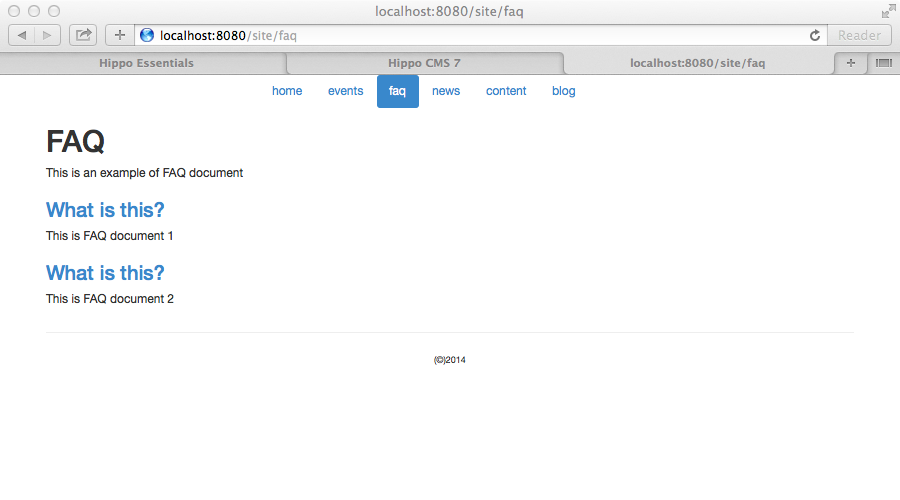 localhost:8080/site/faq
localhost:8080/site/faq Reader
Hippo Essentials Hippo CMS 7 localhost:8080/site/faq
home events faq news content blog
FAQ
This is an example of FAQ document
What is this?
This is FAQ document 1
What is this?
This is FAQ document 2
(©)2014